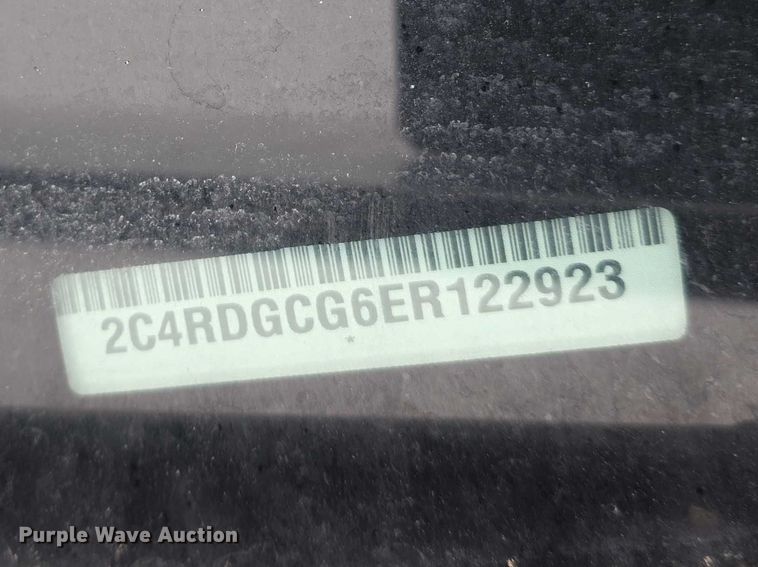 2C4RDGCG6ER122923
*
Purple Wave Auction®